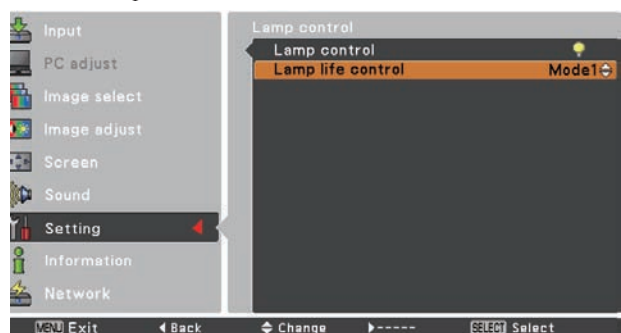 Input
PC adjust
Image select
Image adjust
Screen
Sound
Setting
Information
Network
Lamp control
Lamp control
Lamp life control Mode1
MENU Exit Back Change ----- SELECT Select